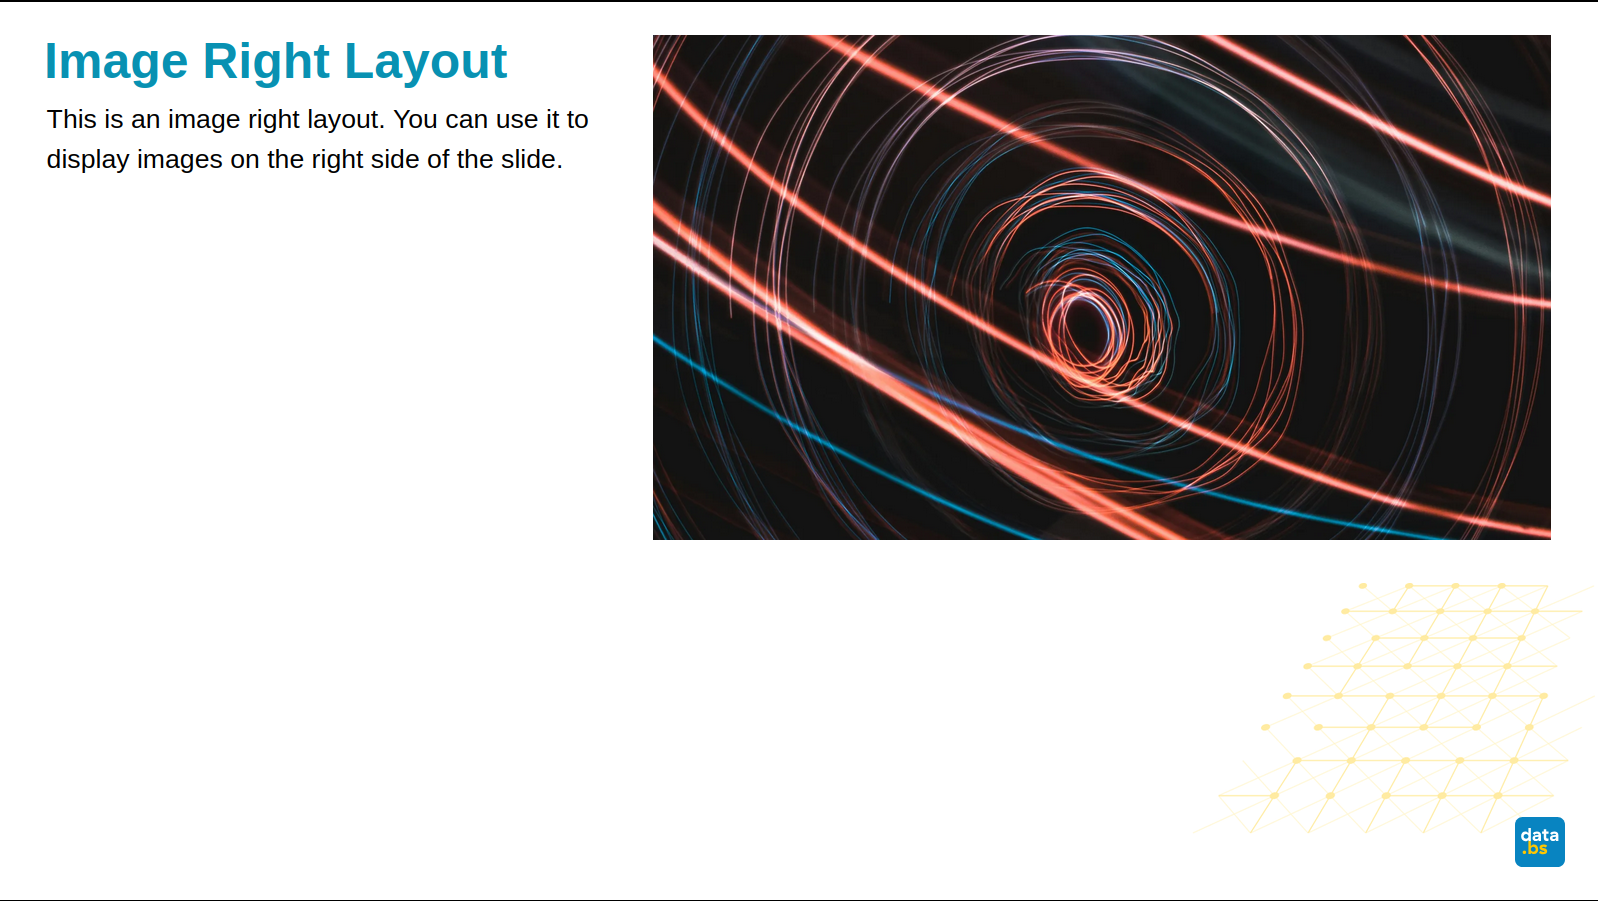 Image Right Layout
This is an image right layout. You can use it to
display images on the right side of the slide.
data
.bs